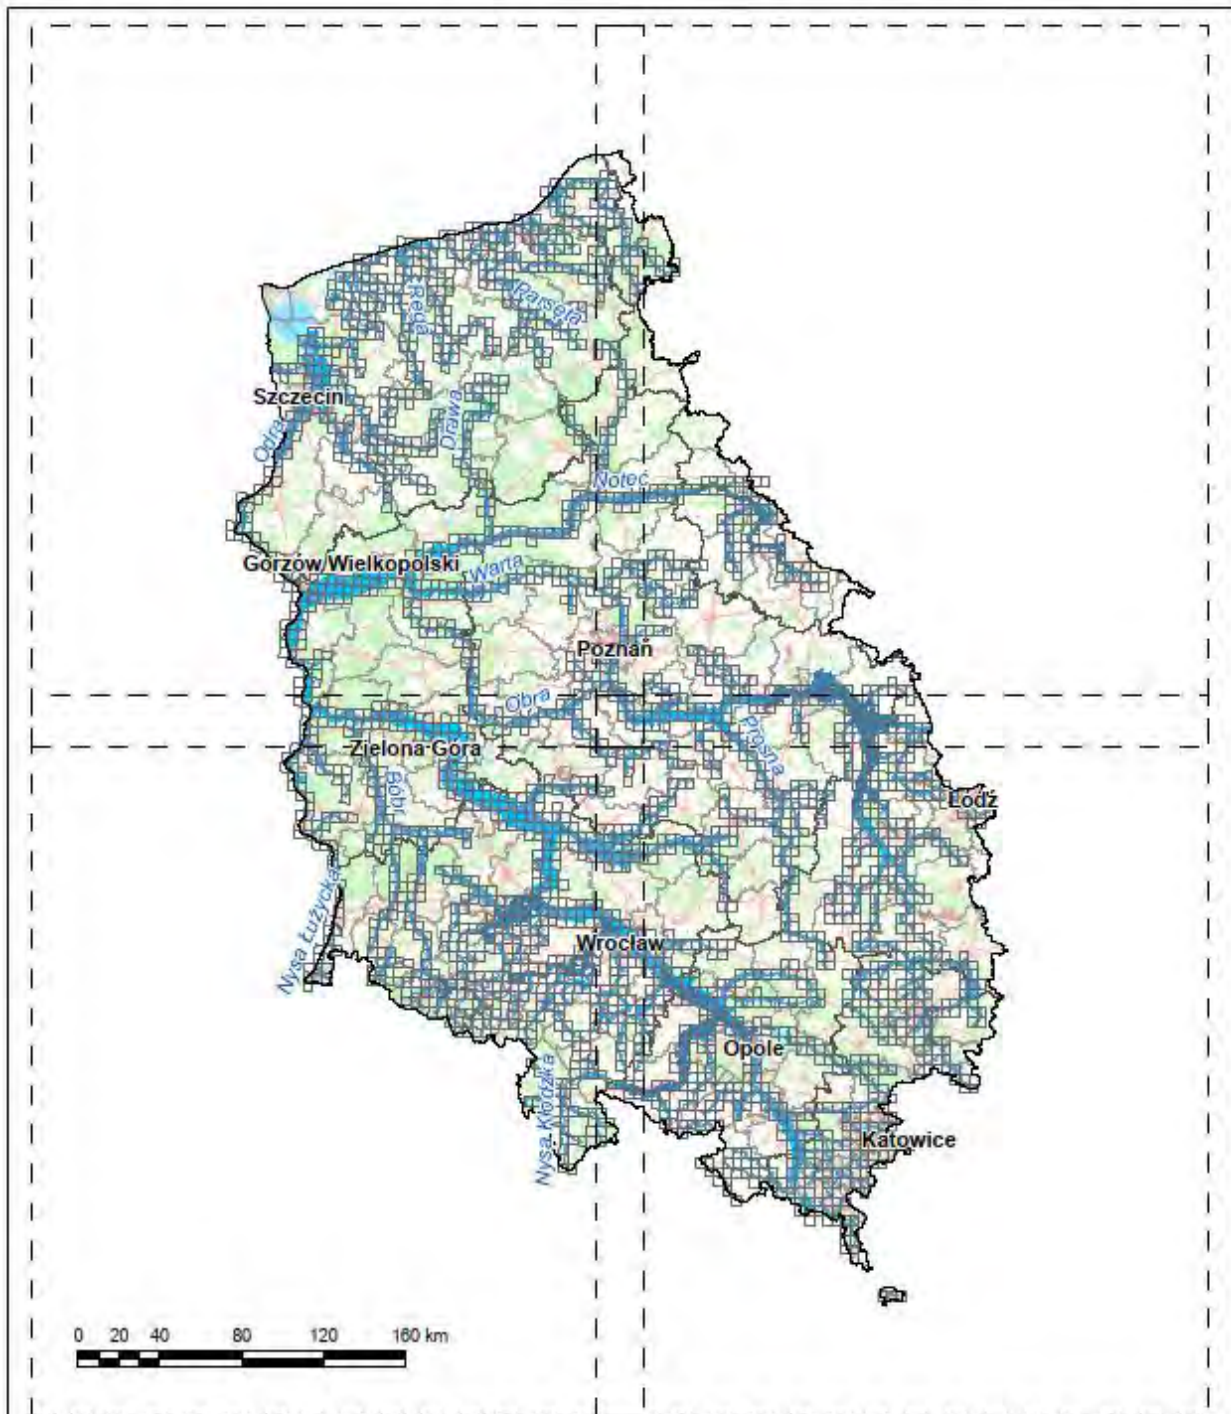 Rega
Parsęta
Szczecin
Odra
Drawa
Noteć
Gorzów Wielkopolski
Warta
Poznań
Obra
Prosna
Zielona Góra
Bóbr
Łódź
Nysa Łużycka
Wrocław
Opole
Nysa Kłodzka
Katowice
0 20 40 80 120 160 km